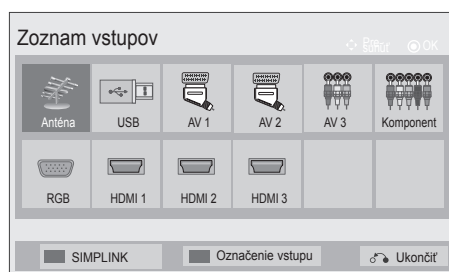 Zoznam vstupov
OK
Anténa USB AV 1 AV 2 AV 3 Komponent
RGB HDMI 1 HDMI 2 HDMI 3
SIMPLINK Označenie vstupu Ukončiť